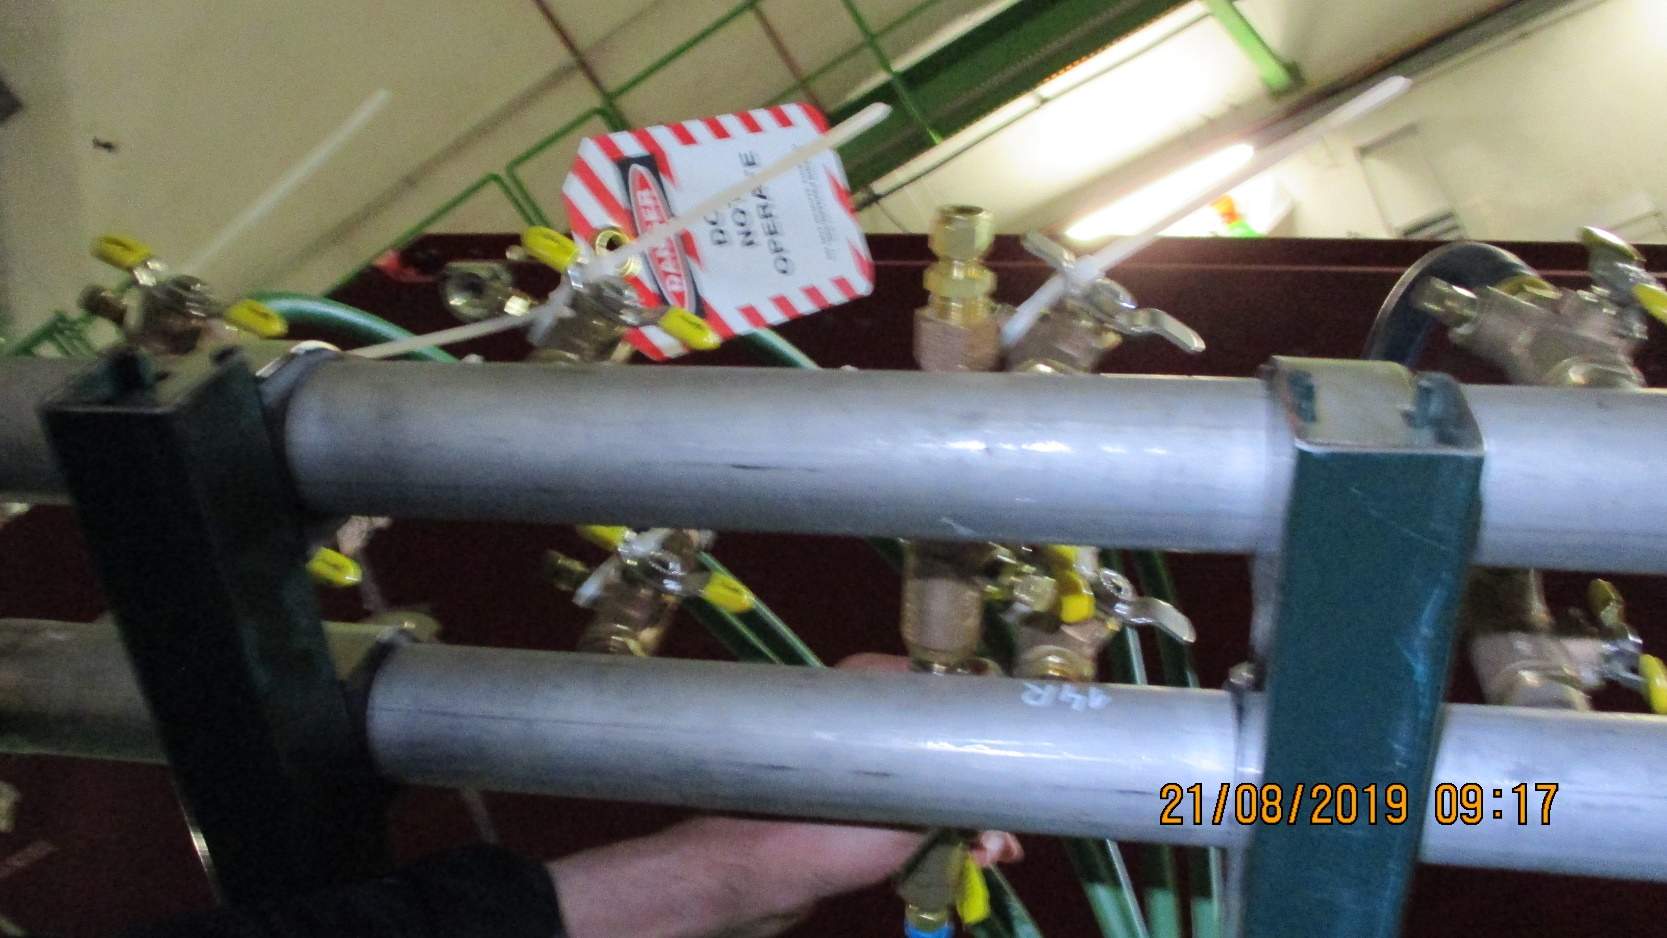 DANGER
DO
NOT
OPERATE
14R
21/08/2019 09:17